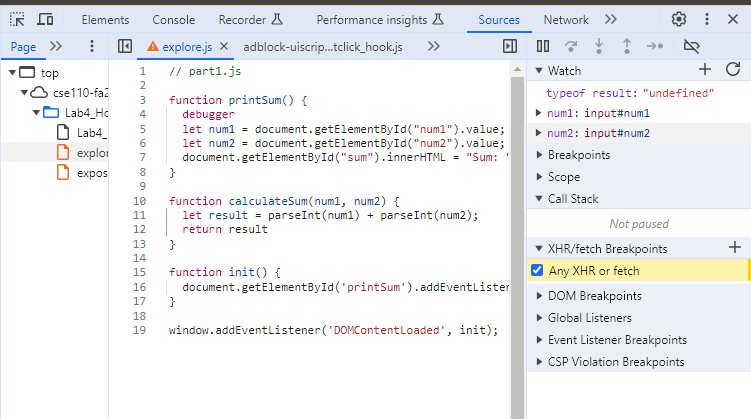 Elements Console Recorder Performance insights Sources Network
Page explore.js × adblock-uiscrip...tclick_hook.js
top
cse110-fa2
Lab4_Ho
Lab4_
explor
expos
1 // part1.js
2
3 function printSum() {
4 debugger
5 let num1 = document.getElementById("num1").value;
6 let num2 = document.getElementById("num2").value;
7 document.getElementById("sum").innerHTML = "Sum: "
8 }
9
10 function calculateSum(num1, num2) {
11 let result = parseInt(num1) + parseInt(num2);
12 return result
13 }
14
15 function init() {
16 document.getElementById('printSum').addEventListen
17 }
18
19 window.addEventListener('DOMContentLoaded', init);
Watch
typeof result: "undefined"
num1: input#num1
num2: input#num2
Breakpoints
Scope
Call Stack
Not paused
XHR/fetch Breakpoints
Any XHR or fetch
DOM Breakpoints
Global Listeners
Event Listener Breakpoints
CSP Violation Breakpoints